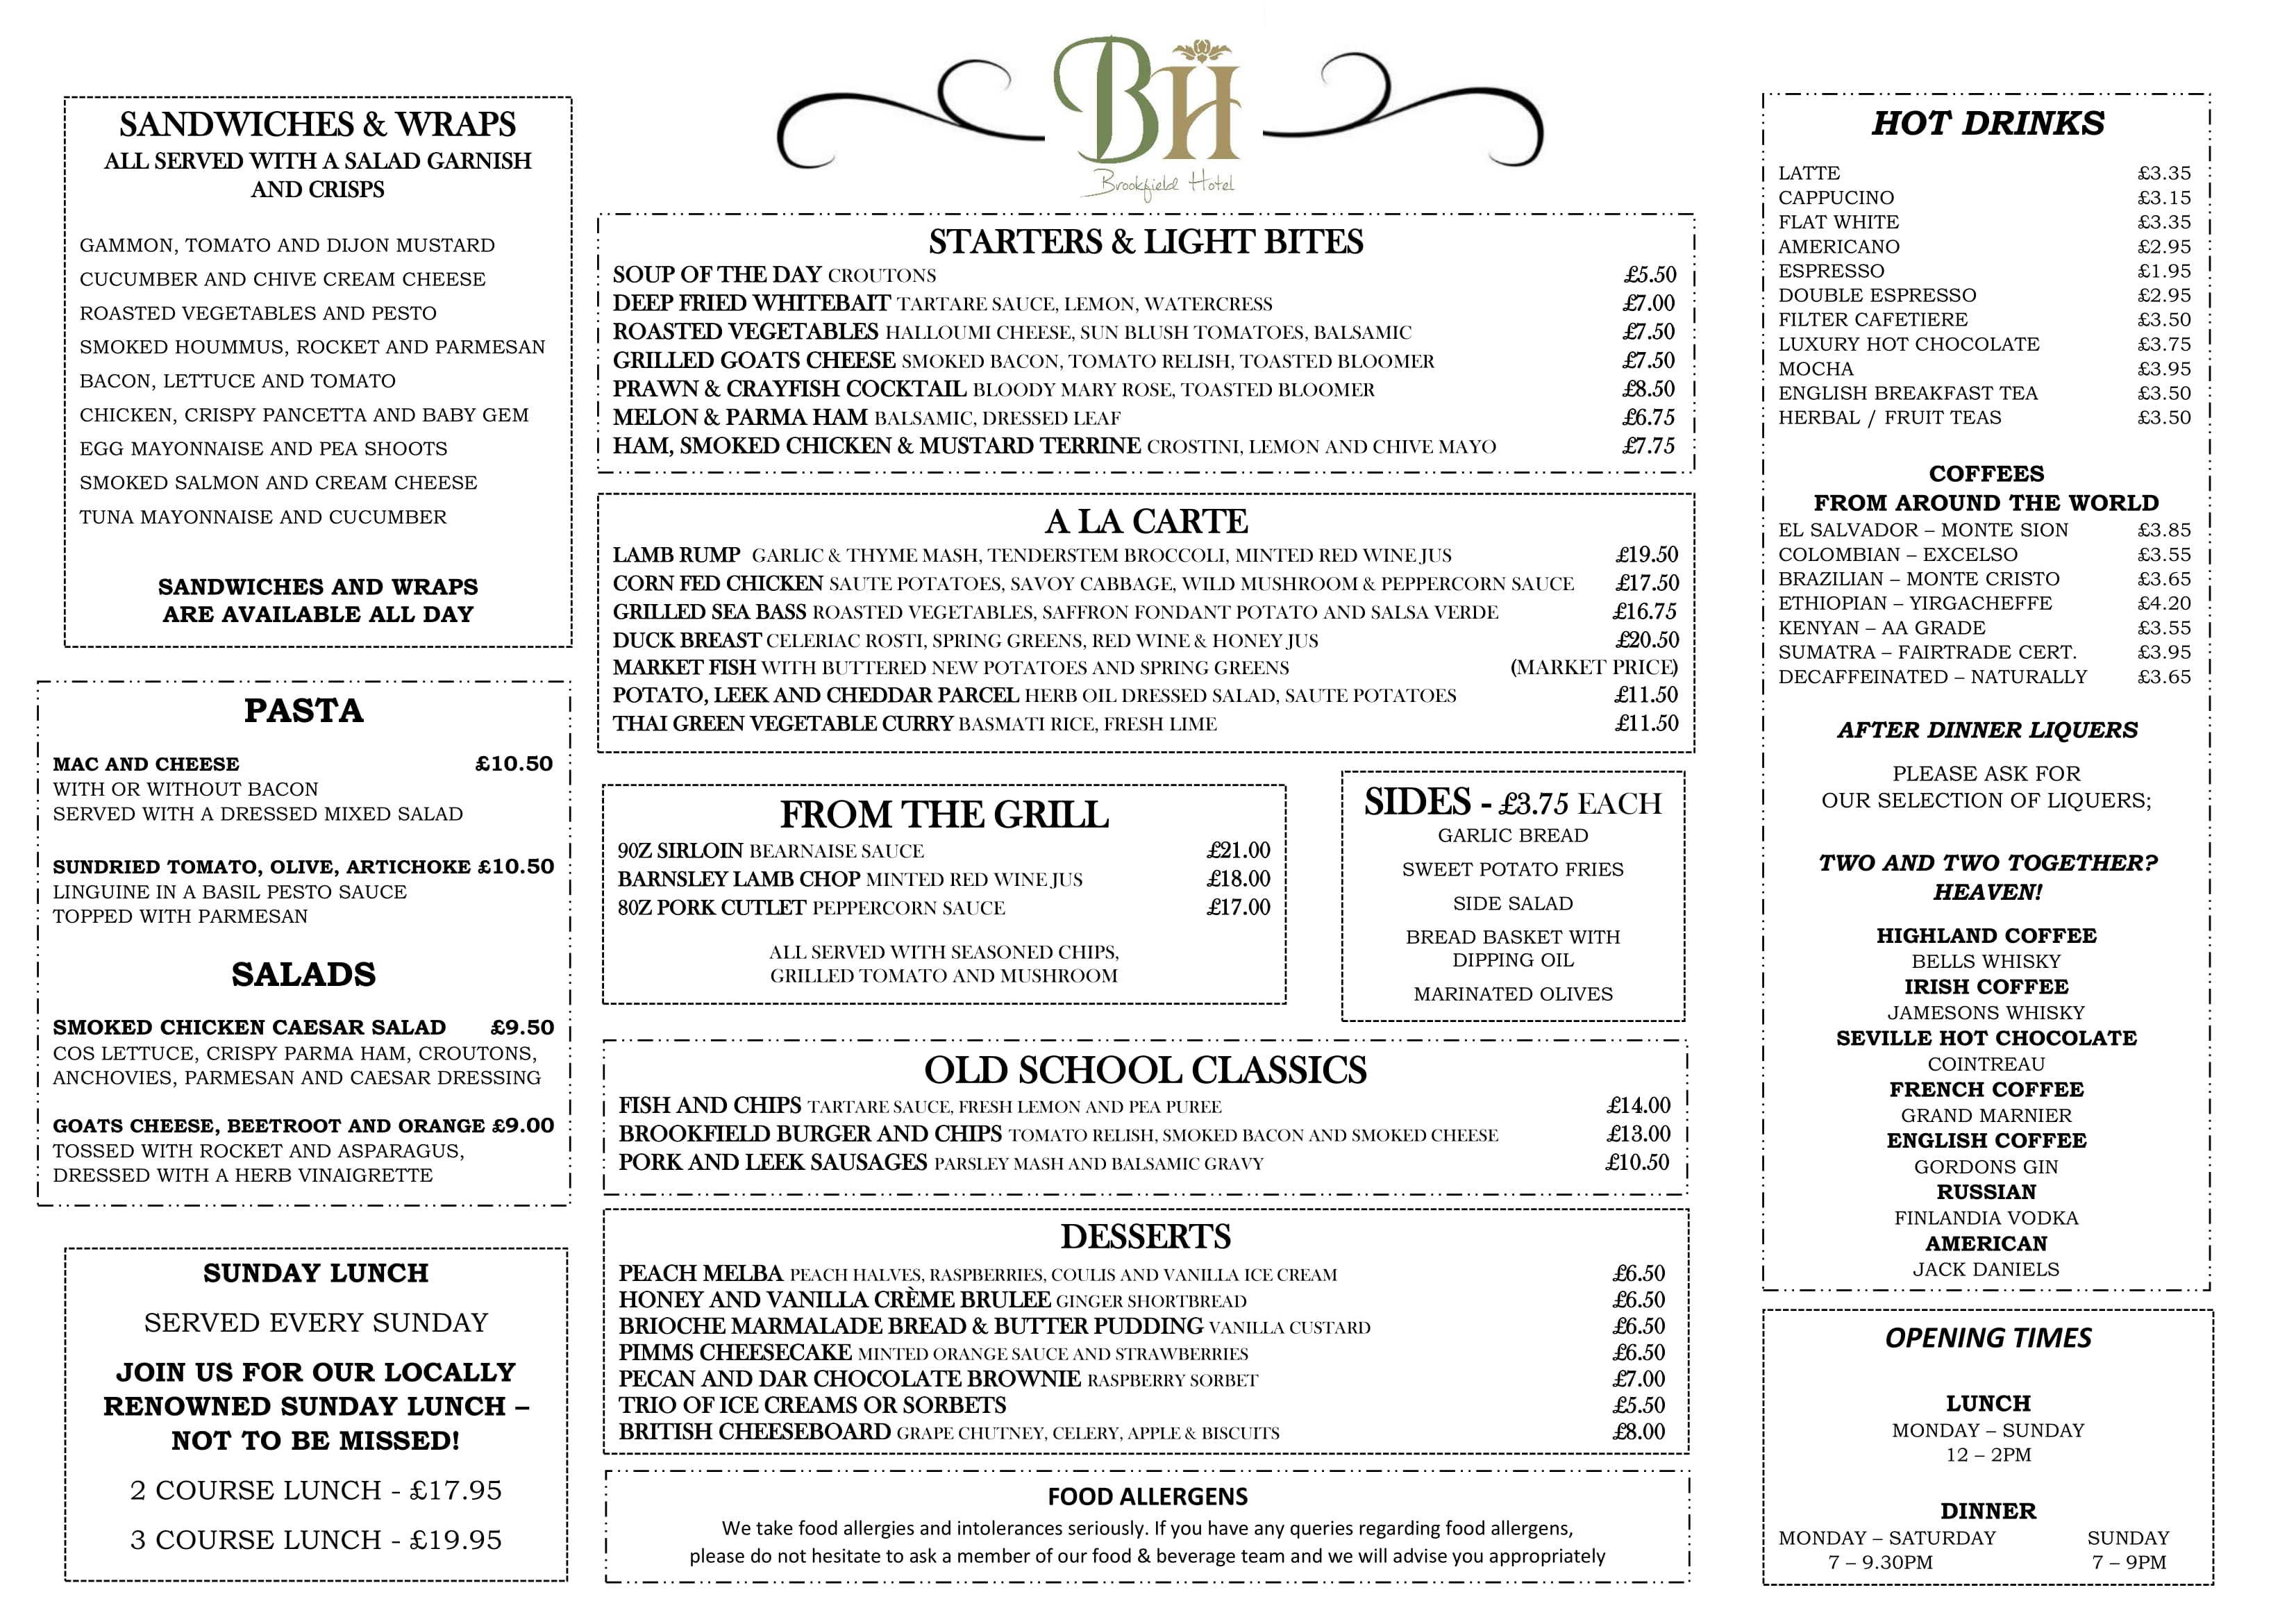 BH
Brookfield Hotel
SANDWICHES & WRAPS
ALL SERVED WITH A SALAD GARNISH
AND CRISPS
GAMMON, TOMATO AND DIJON MUSTARD
CUCUMBER AND CHIVE CREAM CHEESE
ROASTED VEGETABLES AND PESTO
SMOKED HOUMMUS, ROCKET AND PARMESAN
BACON, LETTUCE AND TOMATO
CHICKEN, CRISPY PANCETTA AND BABY GEM
EGG MAYONNAISE AND PEA SHOOTS
SMOKED SALMON AND CREAM CHEESE
TUNA MAYONNAISE AND CUCUMBER
SANDWICHES AND WRAPS
ARE AVAILABLE ALL DAY
PASTA
MAC AND CHEESE £10.50
WITH OR WITHOUT BACON
SERVED WITH A DRESSED MIXED SALAD
SUNDRIED TOMATO, OLIVE, ARTICHOKE £10.50
LINGUINE IN A BASIL PESTO SAUCE
TOPPED WITH PARMESAN
SALADS
SMOKED CHICKEN CAESAR SALAD £9.50
COS LETTUCE, CRISPY PARMA HAM, CROUTONS,
ANCHOVIES, PARMESAN AND CAESAR DRESSING
GOATS CHEESE, BEETROOT AND ORANGE £9.00
TOSSED WITH ROCKET AND ASPARAGUS,
DRESSED WITH A HERB VINAIGRETTE
SUNDAY LUNCH
SERVED EVERY SUNDAY
JOIN US FOR OUR LOCALLY
RENOWNED SUNDAY LUNCH –
NOT TO BE MISSED!
2 COURSE LUNCH - £17.95
3 COURSE LUNCH - £19.95
STARTERS & LIGHT BITES
SOUP OF THE DAY CROUTONS £5.50
DEEP FRIED WHITEBAIT TARTARE SAUCE, LEMON, WATERCRESS £7.00
ROASTED VEGETABLES HALLOUMI CHEESE, SUN BLUSH TOMATOES, BALSAMIC £7.50
GRILLED GOATS CHEESE SMOKED BACON, TOMATO RELISH, TOASTED BLOOMER £7.50
PRAWN & CRAYFISH COCKTAIL BLOODY MARY ROSE, TOASTED BLOOMER £8.50
MELON & PARMA HAM BALSAMIC, DRESSED LEAF £6.75
HAM, SMOKED CHICKEN & MUSTARD TERRINE CROSTINI, LEMON AND CHIVE MAYO £7.75
A LA CARTE
LAMB RUMP GARLIC & THYME MASH, TENDERSTEM BROCCOLI, MINTED RED WINE JUS £19.50
CORN FED CHICKEN SAUTE POTATOES, SAVOY CABBAGE, WILD MUSHROOM & PEPPERCORN SAUCE £17.50
GRILLED SEA BASS ROASTED VEGETABLES, SAFFRON FONDANT POTATO AND SALSA VERDE £16.75
DUCK BREAST CELERIAC ROSTI, SPRING GREENS, RED WINE & HONEY JUS £20.50
MARKET FISH WITH BUTTERED NEW POTATOES AND SPRING GREENS (MARKET PRICE)
POTATO, LEEK AND CHEDDAR PARCEL HERB OIL DRESSED SALAD, SAUTE POTATOES £11.50
THAI GREEN VEGETABLE CURRY BASMATI RICE, FRESH LIME £11.50
FROM THE GRILL
9OZ SIRLOIN BEARNAISE SAUCE £21.00
BARNSLEY LAMB CHOP MINTED RED WINE JUS £18.00
8OZ PORK CUTLET PEPPERCORN SAUCE £17.00
ALL SERVED WITH SEASONED CHIPS,
GRILLED TOMATO AND MUSHROOM
SIDES - £3.75 EACH
GARLIC BREAD
SWEET POTATO FRIES
SIDE SALAD
BREAD BASKET WITH
DIPPING OIL
MARINATED OLIVES
OLD SCHOOL CLASSICS
FISH AND CHIPS TARTARE SAUCE, FRESH LEMON AND PEA PUREE £14.00
BROOKFIELD BURGER AND CHIPS TOMATO RELISH, SMOKED BACON AND SMOKED CHEESE £13.00
PORK AND LEEK SAUSAGES PARSLEY MASH AND BALSAMIC GRAVY £10.50
DESSERTS
PEACH MELBA PEACH HALVES, RASPBERRIES, COULIS AND VANILLA ICE CREAM £6.50
HONEY AND VANILLA CRÈME BRULEE GINGER SHORTBREAD £6.50
BRIOCHE MARMALADE BREAD & BUTTER PUDDING VANILLA CUSTARD £6.50
PIMMS CHEESECAKE MINTED ORANGE SAUCE AND STRAWBERRIES £6.50
PECAN AND DAR CHOCOLATE BROWNIE RASPBERRY SORBET £7.00
TRIO OF ICE CREAMS OR SORBETS £5.50
BRITISH CHEESEBOARD GRAPE CHUTNEY, CELERY, APPLE & BISCUITS £8.00
FOOD ALLERGENS
We take food allergies and intolerances seriously. If you have any queries regarding food allergens,
please do not hesitate to ask a member of our food & beverage team and we will advise you appropriately
HOT DRINKS
LATTE £3.35
CAPPUCINO £3.15
FLAT WHITE £3.35
AMERICANO £2.95
ESPRESSO £1.95
DOUBLE ESPRESSO £2.95
FILTER CAFETIERE £3.50
LUXURY HOT CHOCOLATE £3.75
MOCHA £3.95
ENGLISH BREAKFAST TEA £3.50
HERBAL / FRUIT TEAS £3.50
COFFEES
FROM AROUND THE WORLD
EL SALVADOR – MONTE SION £3.85
COLOMBIAN – EXCELSO £3.55
BRAZILIAN – MONTE CRISTO £3.65
ETHIOPIAN – YIRGACHEFFE £4.20
KENYAN – AA GRADE £3.55
SUMATRA – FAIRTRADE CERT. £3.95
DECAFFEINATED – NATURALLY £3.65
AFTER DINNER LIQUERS
PLEASE ASK FOR
OUR SELECTION OF LIQUERS;
TWO AND TWO TOGETHER?
HEAVEN!
HIGHLAND COFFEE
BELLS WHISKY
IRISH COFFEE
JAMESONS WHISKY
SEVILLE HOT CHOCOLATE
COINTREAU
FRENCH COFFEE
GRAND MARNIER
ENGLISH COFFEE
GORDONS GIN
RUSSIAN
FINLANDIA VODKA
AMERICAN
JACK DANIELS
OPENING TIMES
LUNCH
MONDAY – SUNDAY
12 – 2PM
DINNER
MONDAY – SATURDAY SUNDAY
7 – 9.30PM 7 – 9PM